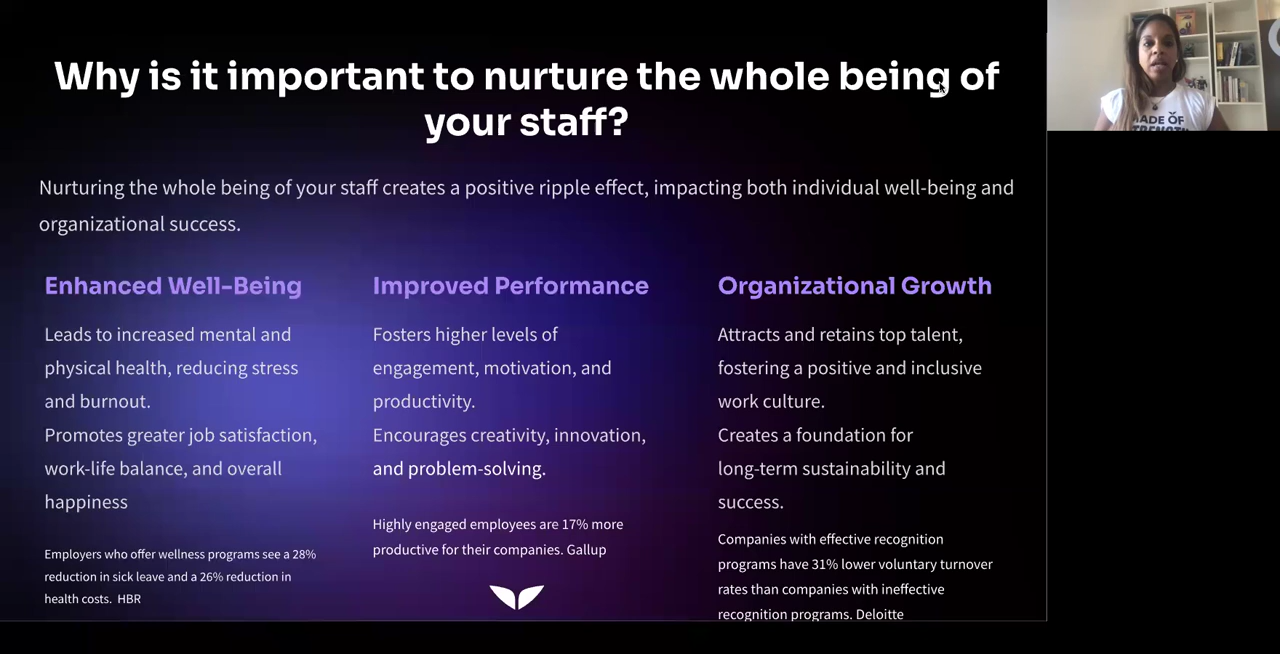 Why is it important to nurture the whole being of
your staff?
Nurturing the whole being of your staff creates a positive ripple effect, impacting both individual well-being and
organizational success.
Enhanced Well-Being
Leads to increased mental and
physical health, reducing stress
and burnout.
Promotes greater job satisfaction,
work-life balance, and overall
happiness
Employers who offer wellness programs see a 28%
reduction in sick leave and a 26% reduction in
health costs. HBR
Improved Performance
Fosters higher levels of
engagement, motivation, and
productivity.
Encourages creativity, innovation,
and problem-solving.
Highly engaged employees are 17% more
productive for their companies. Gallup
Organizational Growth
Attracts and retains top talent,
fostering a positive and inclusive
work culture.
Creates a foundation for
long-term sustainability and
success.
Companies with effective recognition
programs have 31% lower voluntary turnover
rates than companies with ineffective
recognition programs. Deloitte
MADE OF
STRENGTH